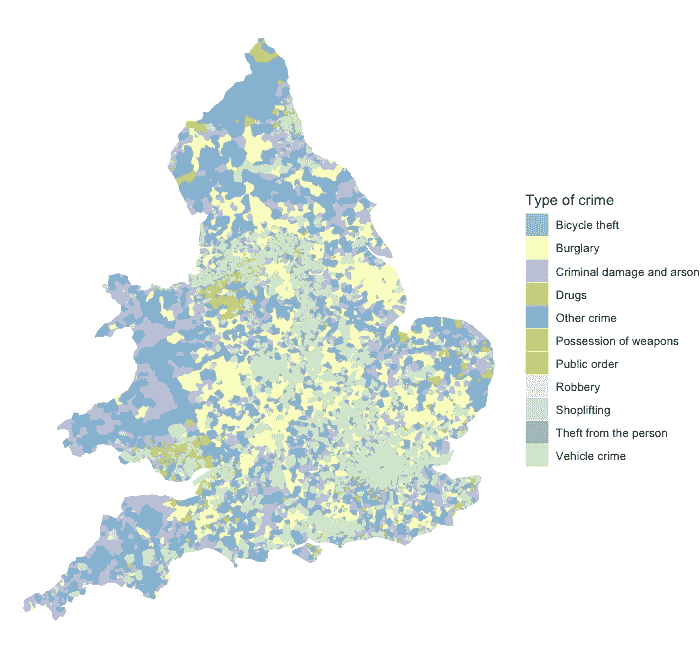 Type of crime
Bicycle theft
Burglary
Criminal damage and arson
Drugs
Other crime
Possession of weapons
Public order
Robbery
Shoplifting
Theft from the person
Vehicle crime